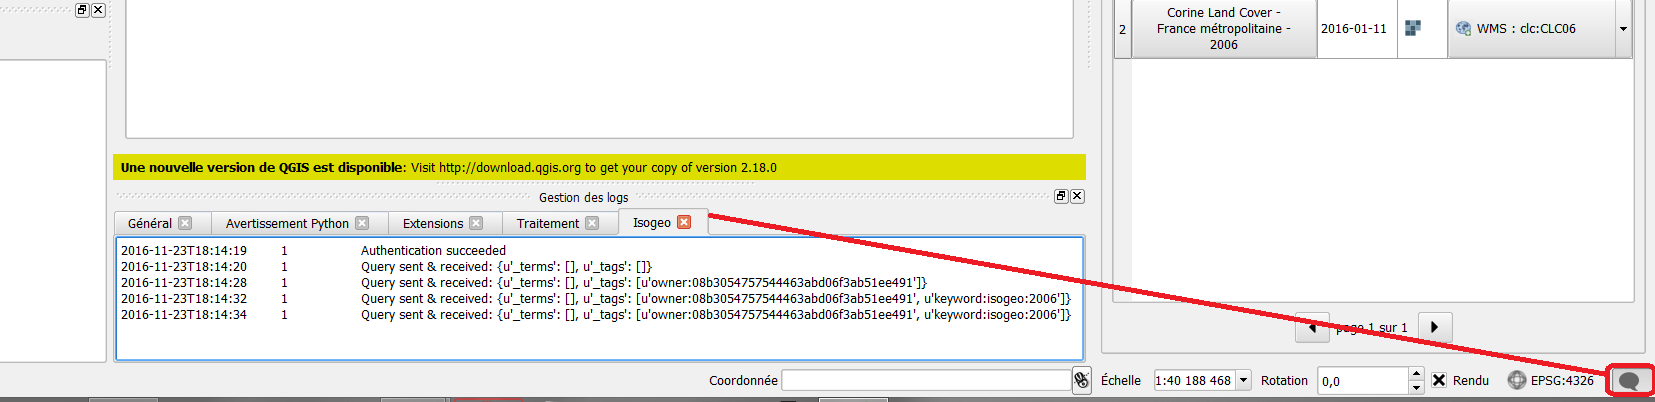 2
Corine Land Cover -
France métropolitaine -
2006
2016-01-11
WMS : clc:CLC06
Une nouvelle version de QGIS est disponible: Visit http://download.qgis.org to get your copy of version 2.18.0
Gestion des logs
Général
Avertissement Python
Extensions
Traitement
Isogeo
2016-11-23T18:14:19 1 Authentication succeeded
2016-11-23T18:14:20 1 Query sent & received: {u'_terms': [], u'_tags': []}
2016-11-23T18:14:28 1 Query sent & received: {u'_terms': [], u'_tags': [u'owner:08b3054757544463abd06f3ab51ee491']}
2016-11-23T18:14:32 1 Query sent & received: {u'_terms': [], u'_tags': [u'owner:08b3054757544463abd06f3ab51ee491', u'keyword:isogeo:2006']}
2016-11-23T18:14:34 1 Query sent & received: {u'_terms': [], u'_tags': [u'owner:08b3054757544463abd06f3ab51ee491', u'keyword:isogeo:2006']}
page 1 sur 1
Coordonnée
Échelle 1:40 188 468
Rotation 0,0
Rendu
EPSG:4326